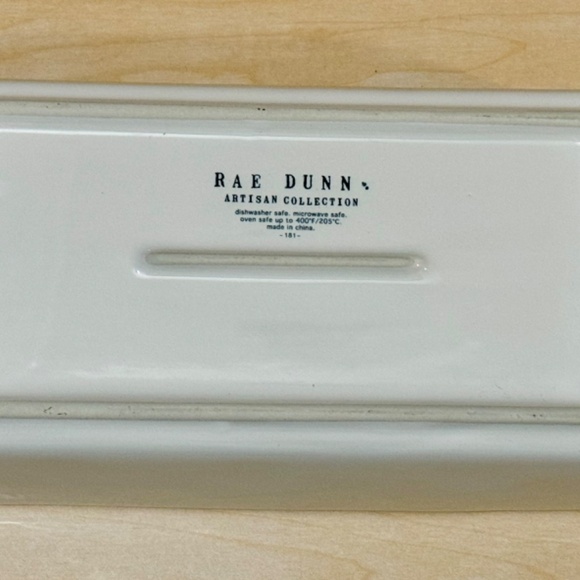 RAE DUNN
ARTISAN COLLECTION
dishwasher safe. microwave safe.
oven safe up to 400°F/205°C.
made in china.
- 181 -